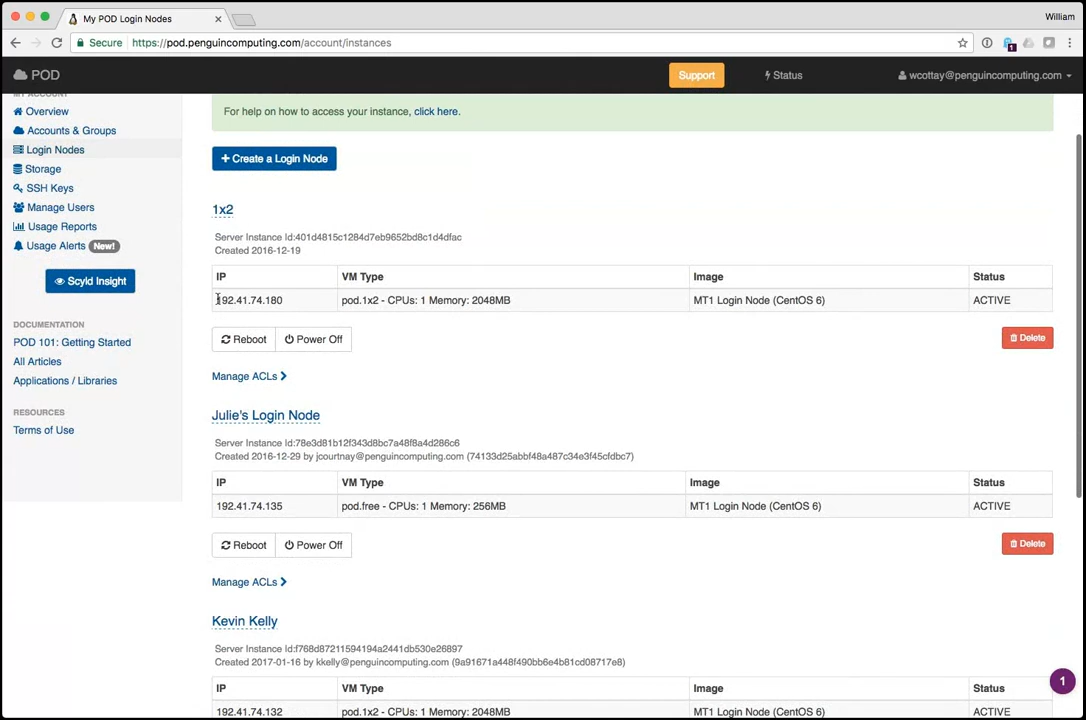 My POD Login Nodes
William
Secure
https://pod.penguincomputing.com/account/instances
1
POD
Support
Status
wcottay@penguincomputing.com
MY ACCOUNT
Overview
Accounts & Groups
Login Nodes
Storage
SSH Keys
Manage Users
Usage Reports
Usage Alerts New!
Scyld Insight
DOCUMENTATION
POD 101: Getting Started
All Articles
Applications / Libraries
RESOURCES
Terms of Use
For help on how to access your instance, click here.
+ Create a Login Node
1x2
Server Instance Id:401d4815c1284d7eb9652bd8c1d4dfac
Created 2016-12-19
IP VM Type Image Status
192.41.74.180 pod.1x2 - CPUs: 1 Memory: 2048MB MT1 Login Node (CentOS 6) ACTIVE
Reboot Power Off Delete
Manage ACLs
Julie's Login Node
Server Instance Id:78e3d81b12f343d8bc7a48f8a4d286c6
Created 2016-12-29 by jcourtnay@penguincomputing.com (74133d25abbf48a487c34e3f45cfdbc7)
IP VM Type Image Status
192.41.74.135 pod.free - CPUs: 1 Memory: 256MB MT1 Login Node (CentOS 6) ACTIVE
Reboot Power Off Delete
Manage ACLs
Kevin Kelly
Server Instance Id:f768d87211594194a2441db530e26897
Created 2017-01-16 by kkelly@penguincomputing.com (9a91671a448f490bb6e4b81cd08717e8)
IP VM Type Image Status
192.41.74.132 pod.1x2 - CPUs: 1 Memory: 2048MB MT1 Login Node (CentOS 6) ACTIVE
1